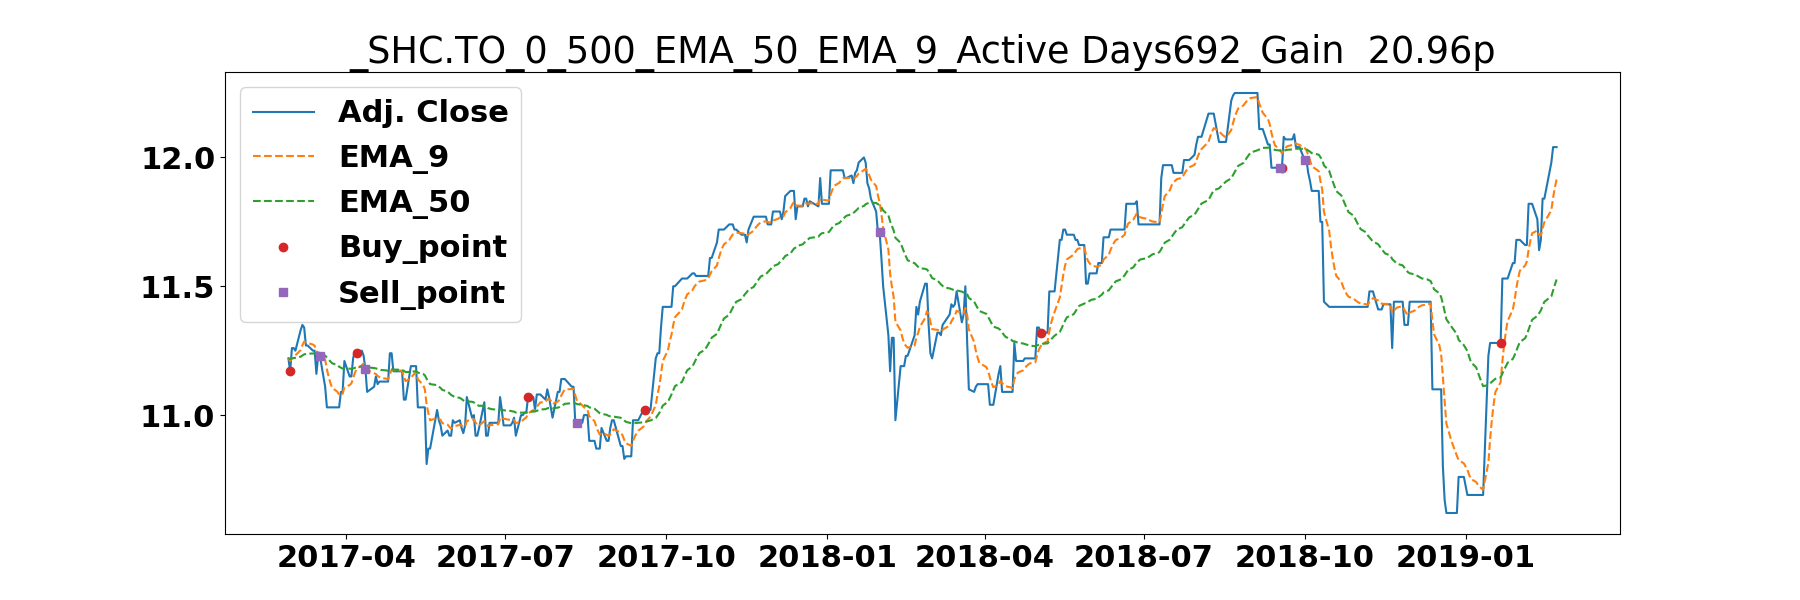 _SHC.TO_0_500_EMA_50_EMA_9_Active Days692_Gain  20.96p
Adj. Close
EMA_9
EMA_50
Buy_point
Sell_point
12.0
11.5
11.0
2017-04 2017-07 2017-10 2018-01 2018-04 2018-07 2018-10 2019-01